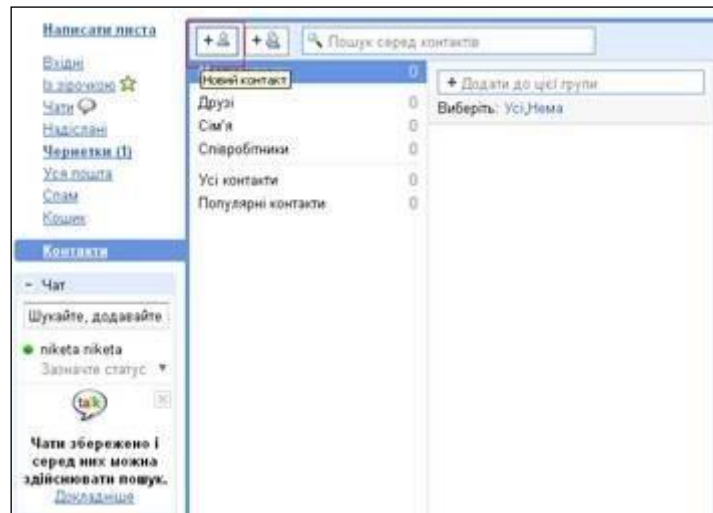 Написати листа
Вхідні
Із зірочкою
Чати
Надіслані
Чернетки (1)
Уся пошта
Спам
Кошик
Контакти
- Чат
Шукайте, додавайте
niketa niketa
Зазначте статус
talk
Чати збережено і
серед них можна
здійснювати пошук.
Докладніше
Пошук серед контактів
0
Новий контакт
Друзі 0
Сім'я 0
Співробітники 0
Усі контакти 0
Популярні контакти 0
+ Додати до цієї групи
Виберіть: Усі,Нема